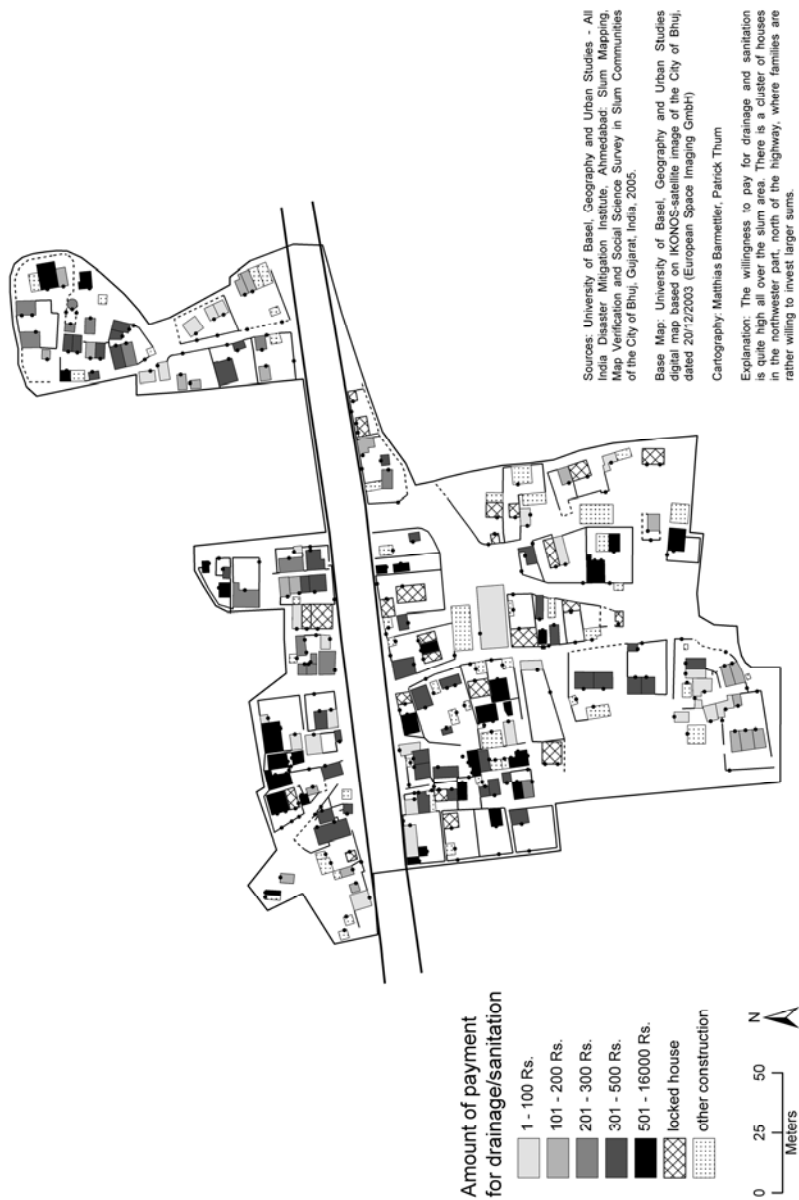 Amount of payment
for drainage/sanitation
1 - 100 Rs.
101 - 200 Rs.
201 - 300 Rs.
301 - 500 Rs.
501 - 16000 Rs.
locked house
other construction
0 25 50
Meters
N
Sources: University of Basel, Geography and Urban Studies - All
India Disaster Mitigation Institute, Ahmedabad: Slum Mapping,
Map Verification and Social Science Survey in Slum Communities
of the City of Bhuj, Gujarat, India, 2005.
Base Map: University of Basel, Geography and Urban Studies
digital map based on IKONOS-satellite image of the City of Bhuj,
dated 20/12/2003 (European Space Imaging GmbH)
Cartography: Matthias Barmettler, Patrick Thum
Explanation: The willingness to pay for drainage and sanitation
is quite high all over the slum area. There is a cluster of houses
in the northwester part, north of the highway, where families are
rather willing to invest larger sums.